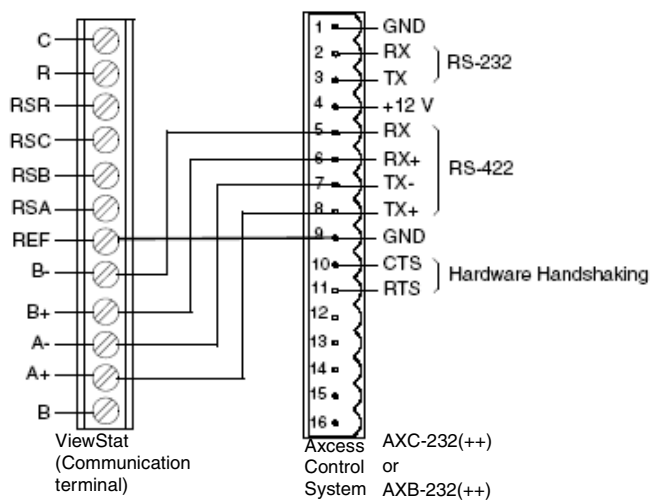 C
R
RSR
RSC
RSB
RSA
REF
B-
B+
A-
A+
B
ViewStat
(Communication
terminal)
1 GND
2 RX
3 TX
RS-232
4 +12 V
5 RX
6 RX+
7 TX-
8 TX+
RS-422
9 GND
10 CTS
11 RTS
Hardware Handshaking
12
13
14
15
16
Axcess
Control
System
AXC-232(++)
or
AXB-232(++)